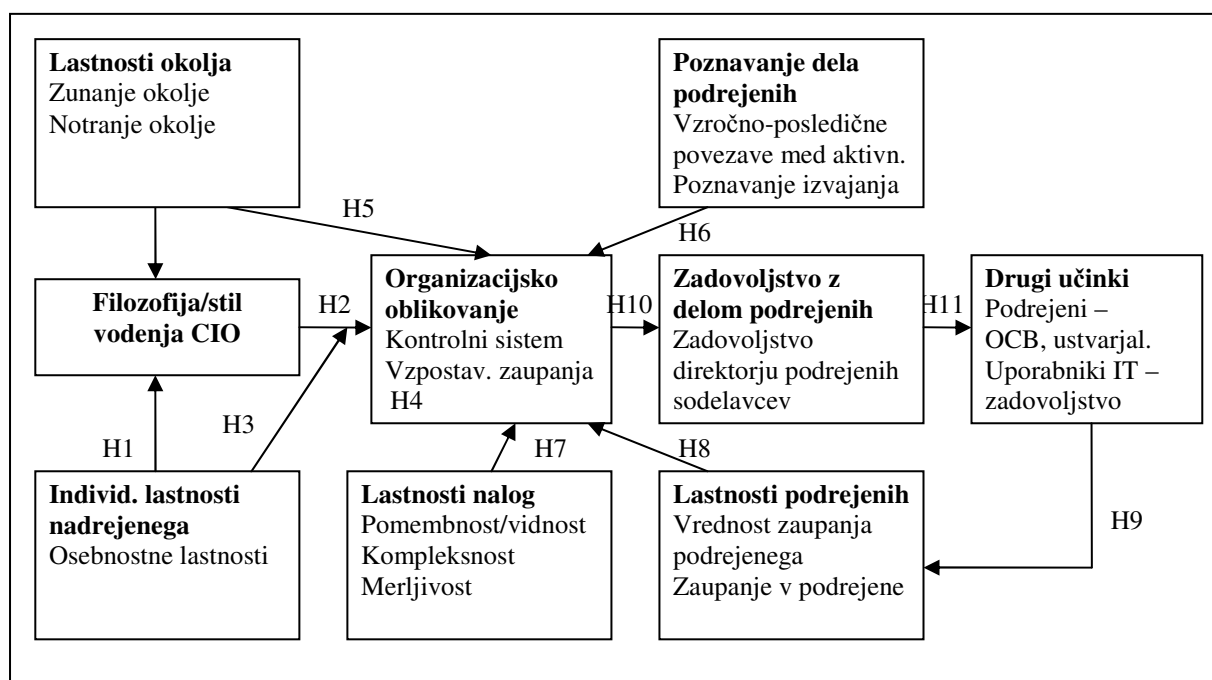 Lastnosti okolja
Zunanje okolje
Notranje okolje
Poznavanje dela
podrejenih
Vzročno-posledične
povezave med aktivn.
Poznavanje izvajanja
H5
H6
Filozofija/stil
vodenja CIO
H2
Organizacijsko
oblikovanje
Kontrolni sistem
Vzpostav. zaupanja
H4
H10
Zadovoljstvo z
delom podrejenih
Zadovoljstvo
direktorju podrejenih
sodelavcev
H11
Drugi učinki
Podrejeni –
OCB, ustvarjal.
Uporabniki IT –
zadovoljstvo
H1
H3
H7
H8
H9
Individ. lastnosti
nadrejenega
Osebnostne lastnosti
Lastnosti nalog
Pomembnost/vidnost
Kompleksnost
Merljivost
Lastnosti podrejenih
Vrednost zaupanja
podrejenega
Zaupanje v podrejene